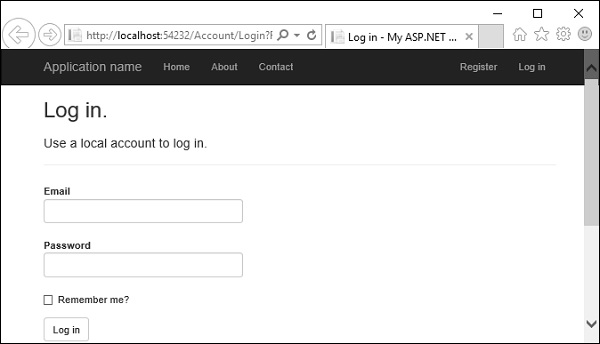 http://localhost:54232/Account/Login?F
Log in - My ASP.NET ...
Application name Home About Contact Register Log in
Log in.
Use a local account to log in.
Email
Password
Remember me?
Log in